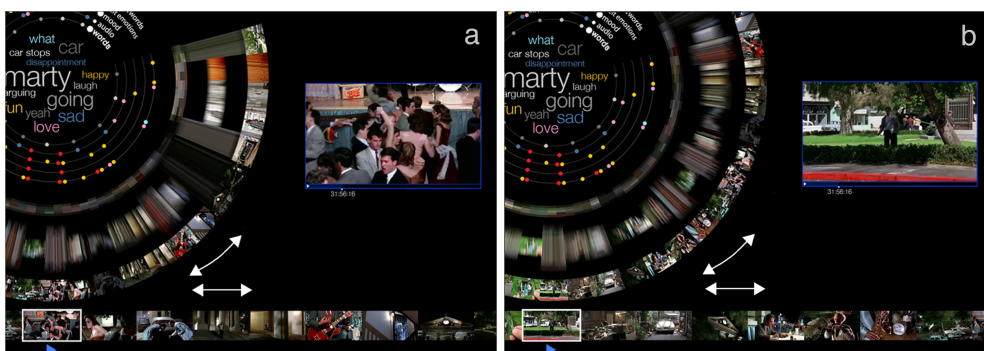 a
words
emotions
mood
audio
words
what
car
car stops
disappointment
marty
happy
laugh
arguing
going
fun
yeah
sad
love
31:56:16
b
words
emotions
mood
audio
words
what
car
car stops
disappointment
marty
happy
laugh
arguing
going
fun
yeah
sad
love
31:56:16